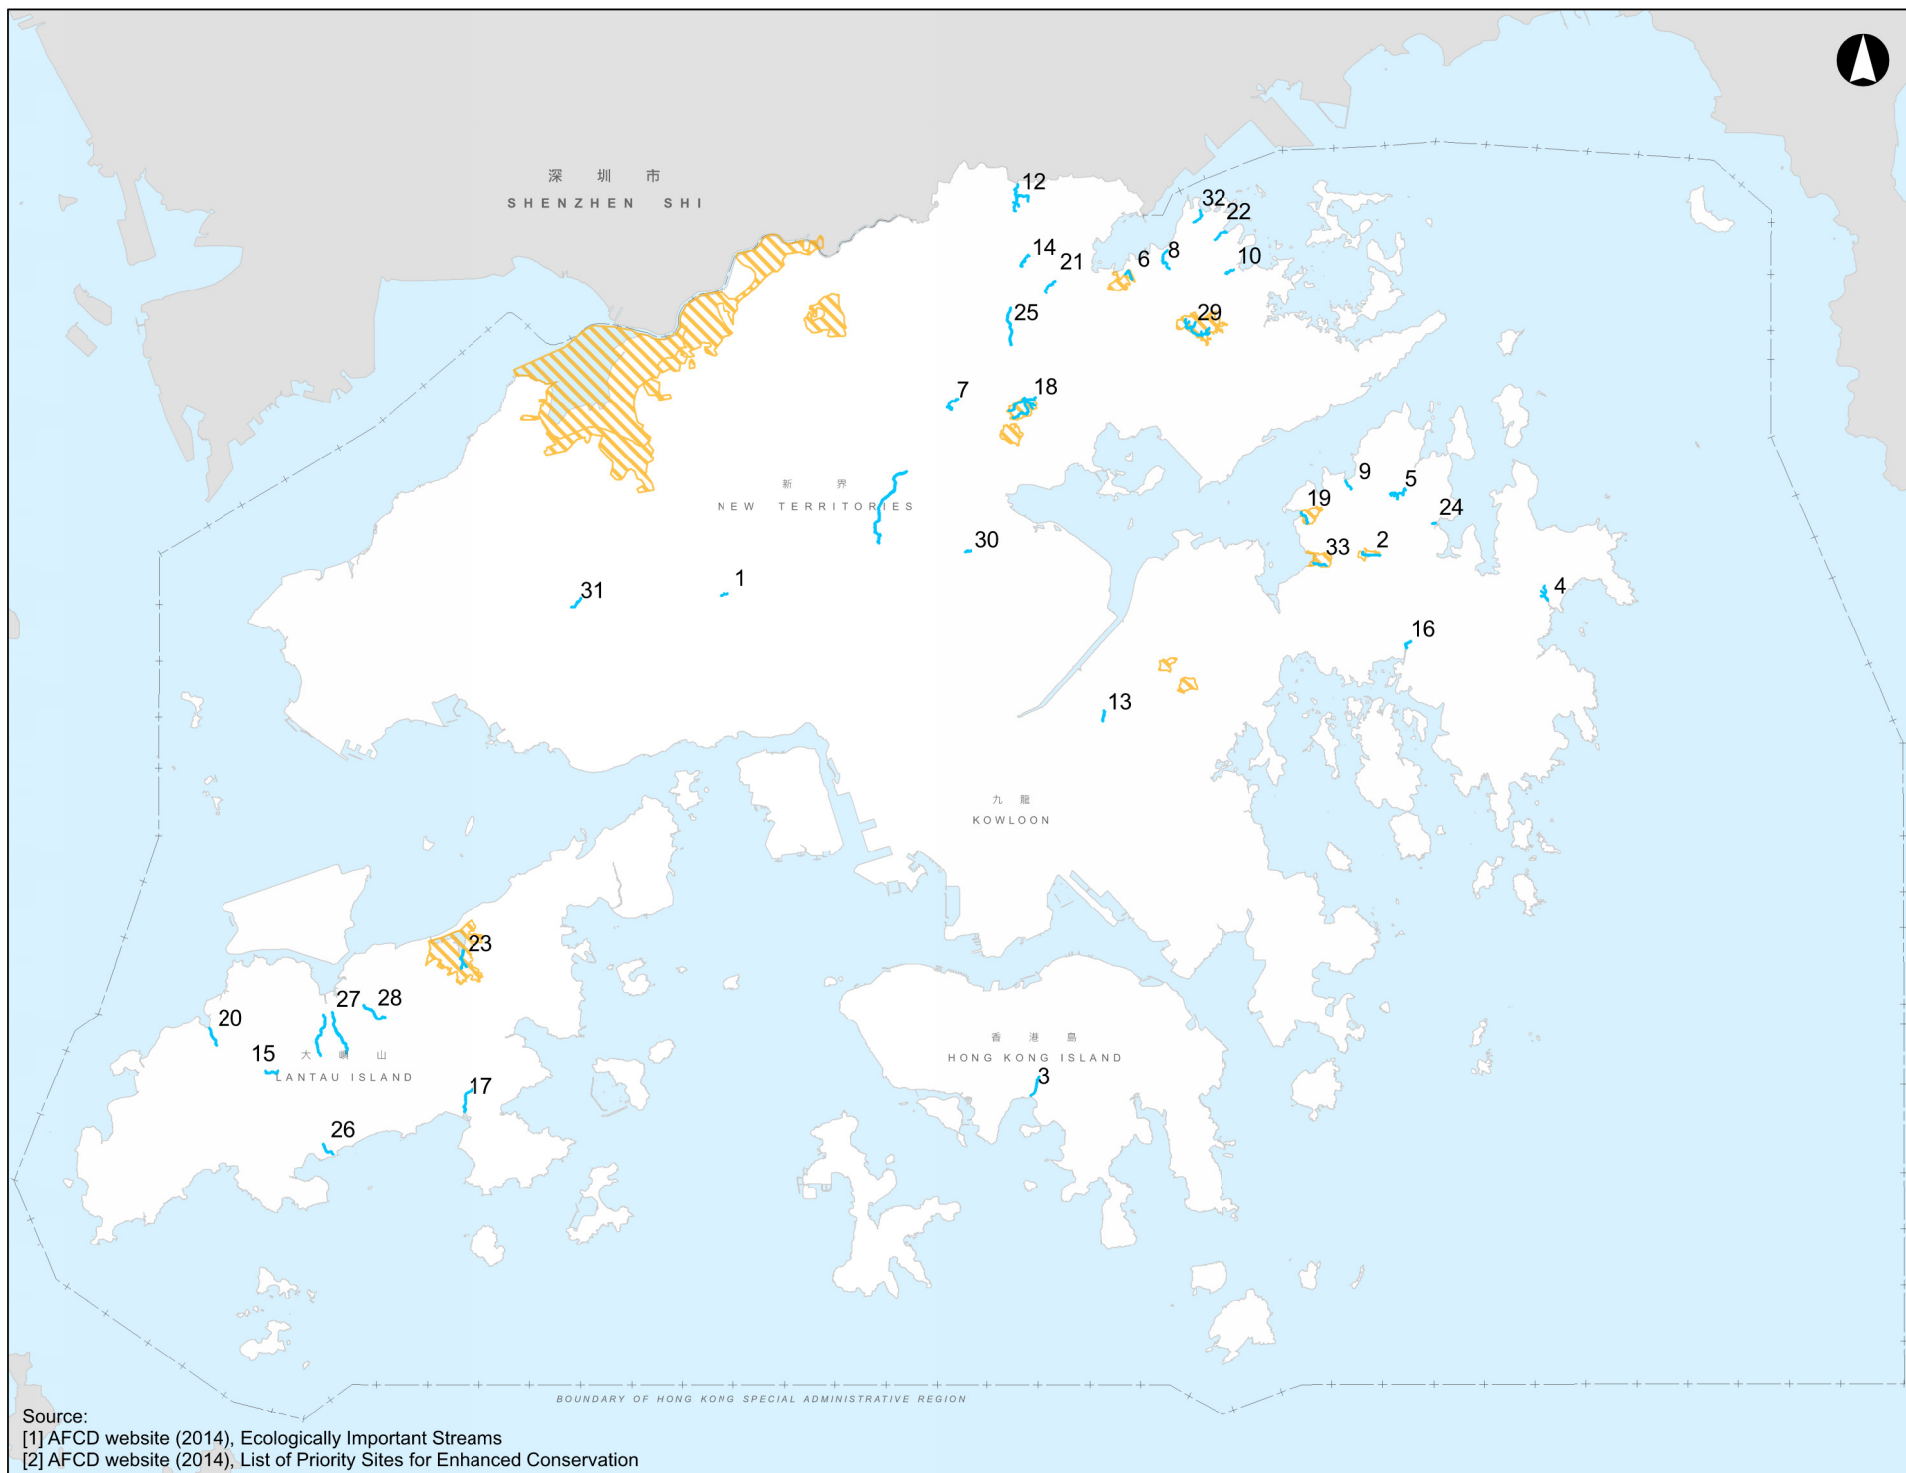 深 圳 市
SHENZHEN SHI
12
32
22
14
21
6
8
10
25
29
7
18
新 界
NEW TERRITORIES
9
5
19
24
33
2
30
1
31
4
16
13
九 龍
KOWLOON
23
27
28
20
15
大 嶼 山
LANTAU ISLAND
17
26
香 港 島
HONG KONG ISLAND
3
BOUNDARY OF HONG KONG SPECIAL ADMINISTRATIVE REGION
Source:
[1] AFCD website (2014), Ecologically Important Streams
[2] AFCD website (2014), List of Priority Sites for Enhanced Conservation